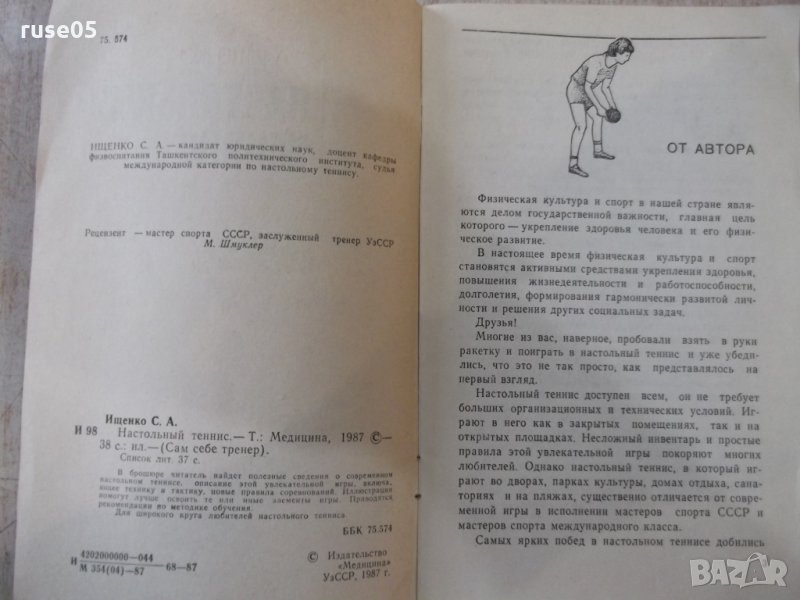 ruse05
75. 574
ИЩЕНКО С. А. — кандидат юридических наук, доцент кафедры
физвоспитания Ташкентского политехнического института, судья
международной категории по настольному теннису.
Рецензент — мастер спорта СССР, заслуженный тренер УзССР
М. Шмуклер
Ищенко С. А.
И 98 Настольный теннис.— Т.: Медицина, 1987 ©—
38 с.: ил.— (Сам себе тренер).
Список лит 37 с.
В брошюре читатель найдет полезные сведения о современном
настольном теннисе, описание этой увлекательной игры, включа,
ющее технику и тактику, новые правила соревнований. Иллюстрации
помогут лучше освоить те или иные элементы игры. Приводятся
рекомендации по методике обучения.
Для широкого круга любителей настольного тенниса.
ББК 75.574
И 4202000000—044
М 354(04)—87 68—87
© Издательство
«Медицина»
УзССР, 1987 г.
ОТ АВТОРА
Физическая культура и спорт в нашей стране явля-
ются делом государственной важности, главная цель
которого — укрепление здоровья человека и его физи-
ческое развитие.
В настоящее время физическая культура и спорт
становятся активными средствами укрепления здоровья,
повышения жизнедеятельности и работоспособности,
долголетия, формирования гармонически развитой лич-
ности и решения других социальных задач.
Друзья!
Многие из вас, наверное, пробовали взять в руки
ракетку и поиграть в настольный теннис и уже убеди-
лись, что это не так просто, как представлялось на
первый взгляд.
Настольный теннис доступен всем, он не требует
больших организационных и технических условий. Иг-
рают в него как в закрытых помещениях, так и на
открытых площадках. Несложный инвентарь и простые
правила этой увлекательной игры покоряют многих
любителей. Однако настольный теннис, в который иг-
рают во дворах, парках культуры, домах отдыха, сана-
ториях и на пляжах, существенно отличается от совре-
менной игры в исполнении мастеров спорта СССР и
мастеров спорта международного класса.
Самых ярких побед в настольном теннисе добились
BAZAR